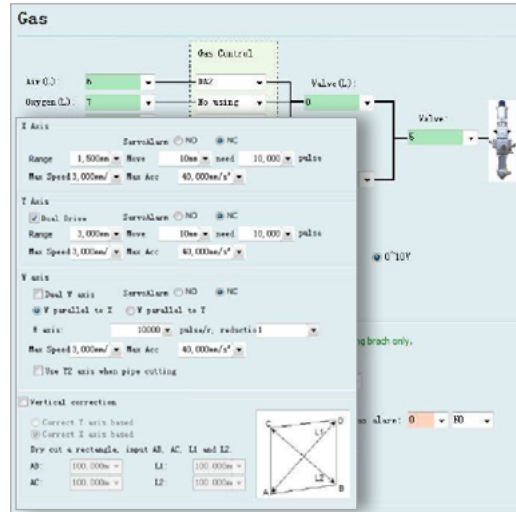 Gas
Gas Control
Air(L): 6 DA2 Valve(L):
Oxygen(L): 7 No using 0 Valve:
5
X Axis
ServoAlarm NO NC
Range 1,500mm Move 10mm need 10,000 pulse
Max Speed 3,000mm/ Max Acc 40,000mm/s²
Y Axis
Dual Drive ServoAlarm NO NC
Range 3,000mm Move 10mm need 10,000 pulse
Max Speed 3,000mm/ Max Acc 40,000mm/s²
0~10V
W axis
Dual W axis ServoAlarm NO NC
W parallel to X W parallel to Y
W axis: 10000 pulse/r, reductio 1
ng brach only.
Max Speed 3,000mm/ Max Acc 40,000mm/s²
Use Y2 axis when pipe cutting
Vertical correction
Correct Y axis based
Correct X axis based
alarm: 0 NO
Dry cut a rectangle, input AB, AC, L1 and L2.
AB: 100.000m L1: 100.000m
AC: 100.000m L2: 100.000m
C D
L1
L2
A B